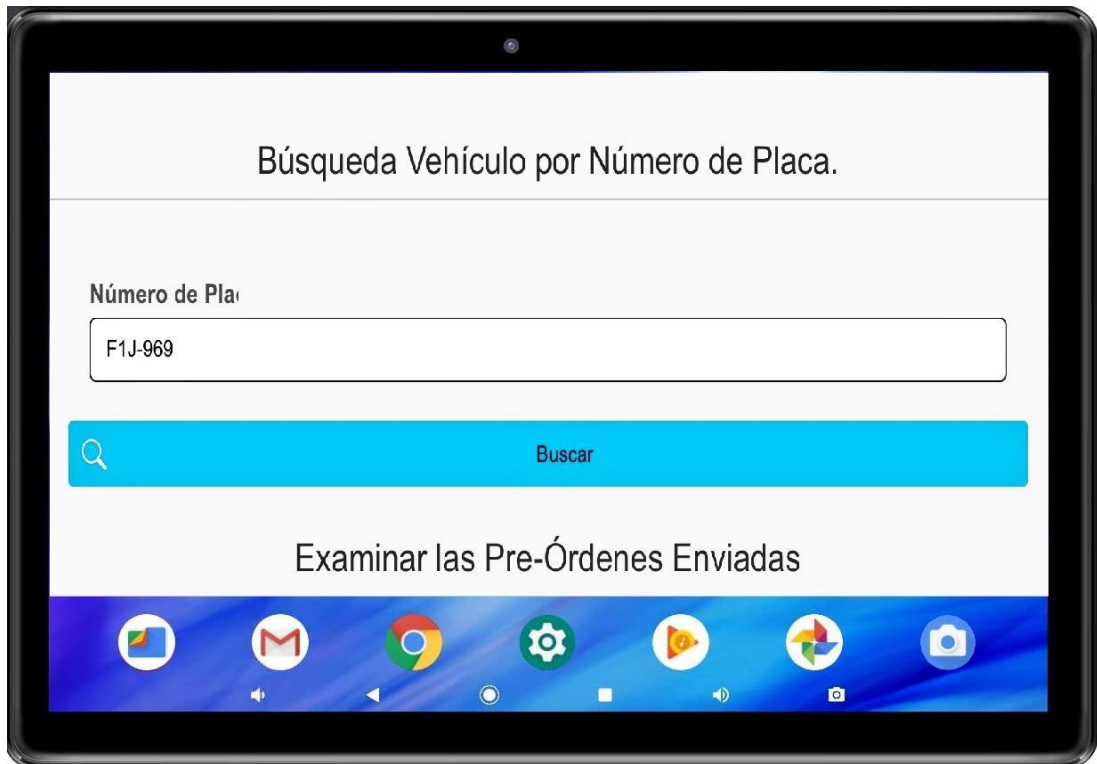 Búsqueda Vehículo por Número de Placa.
Número de Pla
F1J-969
Buscar
Examinar las Pre-Órdenes Enviadas